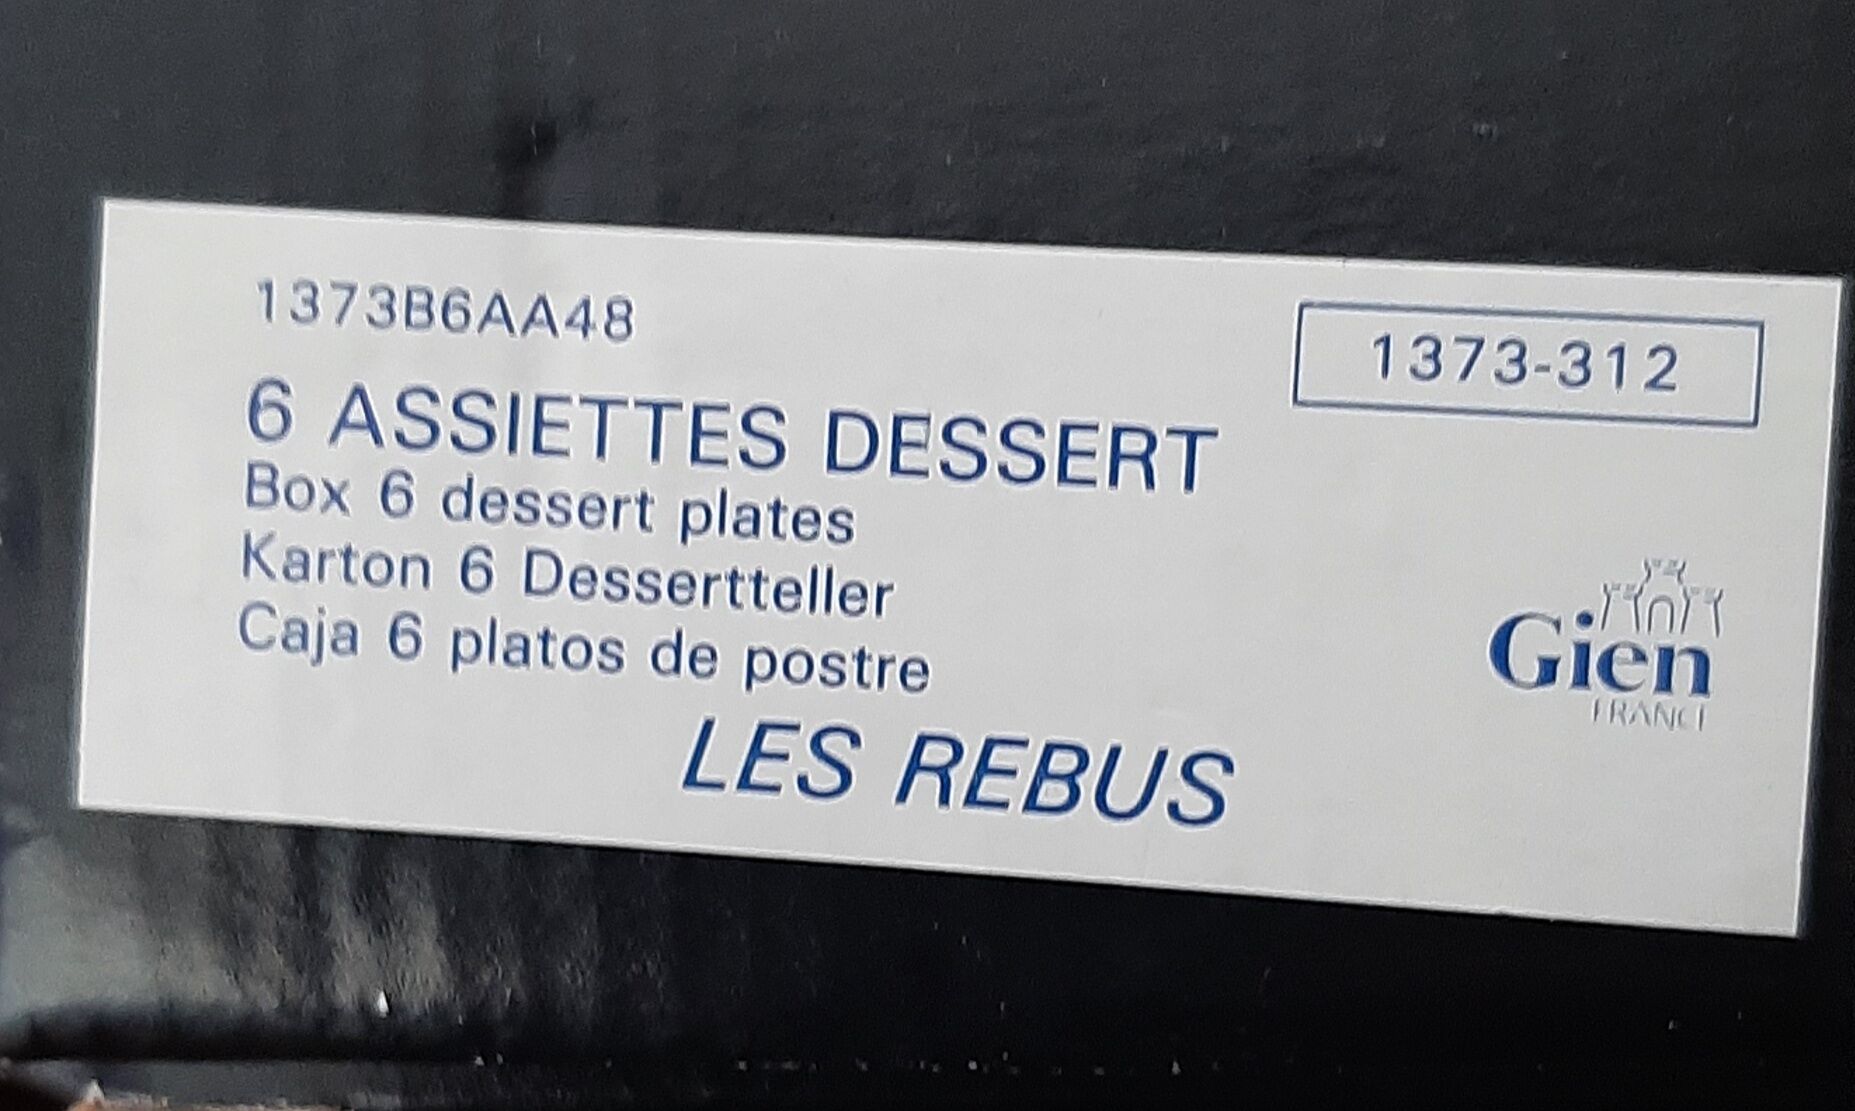 1373B6AA48
1373-312
6 ASSIETTES DESSERT
Box 6 dessert plates
Karton 6 Dessertteller
Caja 6 platos de postre
LES REBUS
Gien
FRANCE